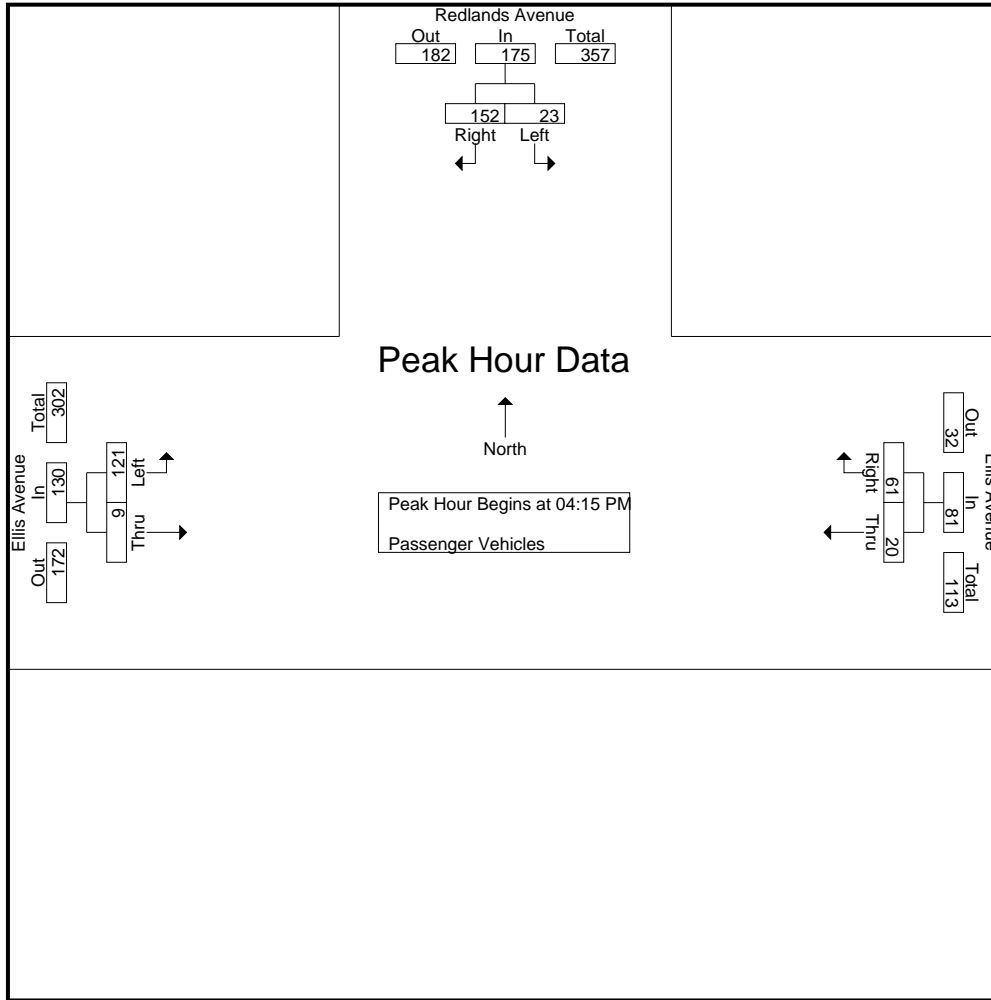 Redlands Avenue
Out In Total
182 175 357
152 23
Right Left
Peak Hour Data
North
Peak Hour Begins at 04:15 PM
Passenger Vehicles
Ellis Avenue
Out In Total
172 130 302
Thru Left
9 121
Ellis Avenue
Out In Total
32 81 113
Right Thru
61 20